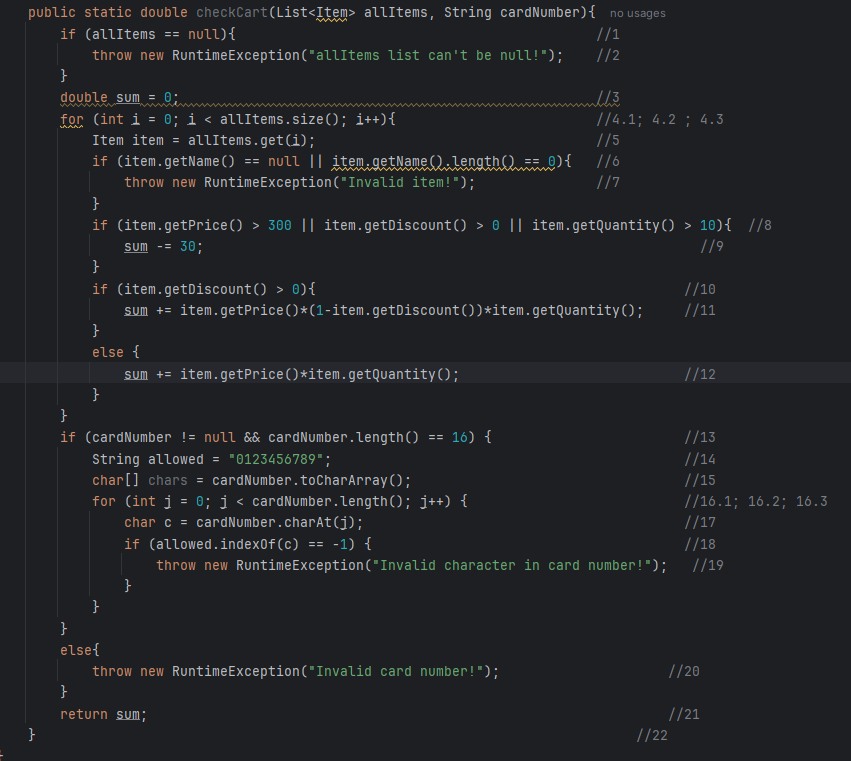 public static double checkCart(List<Item> allItems, String cardNumber){ no usages
if (allItems == null){ //1
throw new RuntimeException("allItems list can't be null!"); //2
}
double sum = 0; //3
for (int i = 0; i < allItems.size(); i++){ //4.1; 4.2 ; 4.3
Item item = allItems.get(i); //5
if (item.getName() == null || item.getName().length() == 0){ //6
throw new RuntimeException("Invalid item!"); //7
}
if (item.getPrice() > 300 || item.getDiscount() > 0 || item.getQuantity() > 10){ //8
sum -= 30; //9
}
if (item.getDiscount() > 0){ //10
sum += item.getPrice()*(1-item.getDiscount())*item.getQuantity(); //11
}
else {
sum += item.getPrice()*item.getQuantity(); //12
}
}
if (cardNumber != null && cardNumber.length() == 16) { //13
String allowed = "0123456789"; //14
char[] chars = cardNumber.toCharArray(); //15
for (int j = 0; j < cardNumber.length(); j++) { //16.1; 16.2; 16.3
char c = cardNumber.charAt(j); //17
if (allowed.indexOf(c) == -1) { //18
throw new RuntimeException("Invalid character in card number!"); //19
}
}
}
else{
throw new RuntimeException("Invalid card number!"); //20
}
return sum; //21
} //22
}